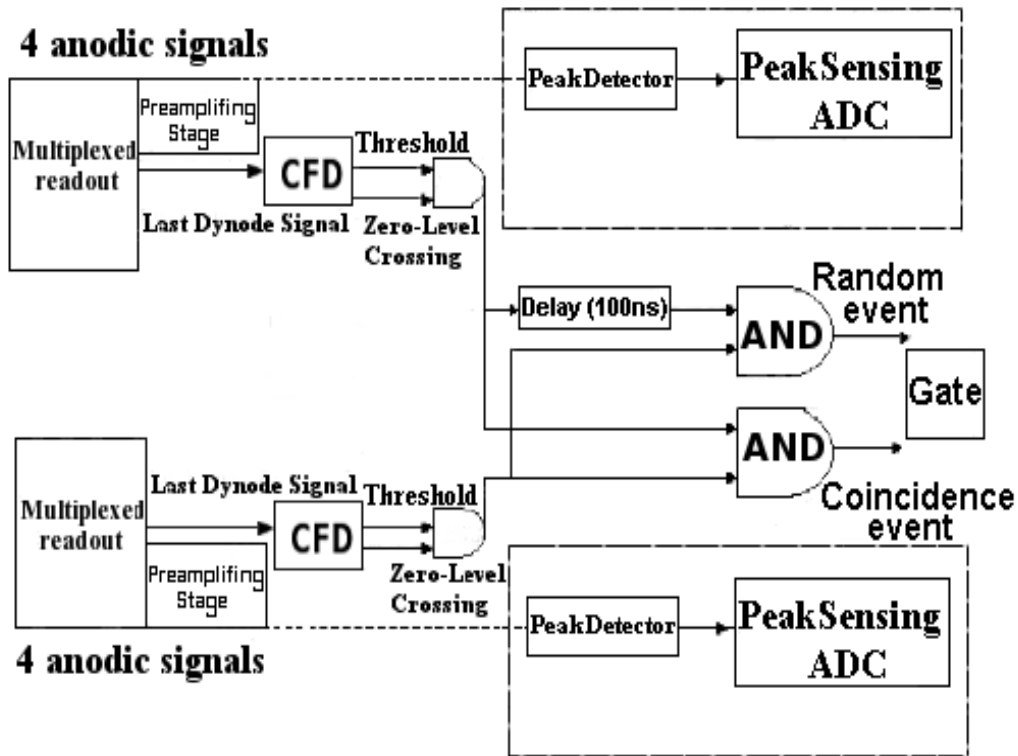 4 anodic signals
Multiplexed
readout
Preamplifing
Stage
CFD
Last Dynode Signal
Threshold
Zero-Level
Crossing
PeakDetector
PeakSensing
ADC
Delay (100ns)
AND
Random
event
Gate
AND
Coincidence
event
Multiplexed
readout
Last Dynode Signal
Preamplifing
Stage
CFD
Threshold
Zero-Level
Crossing
PeakDetector
PeakSensing
ADC
4 anodic signals